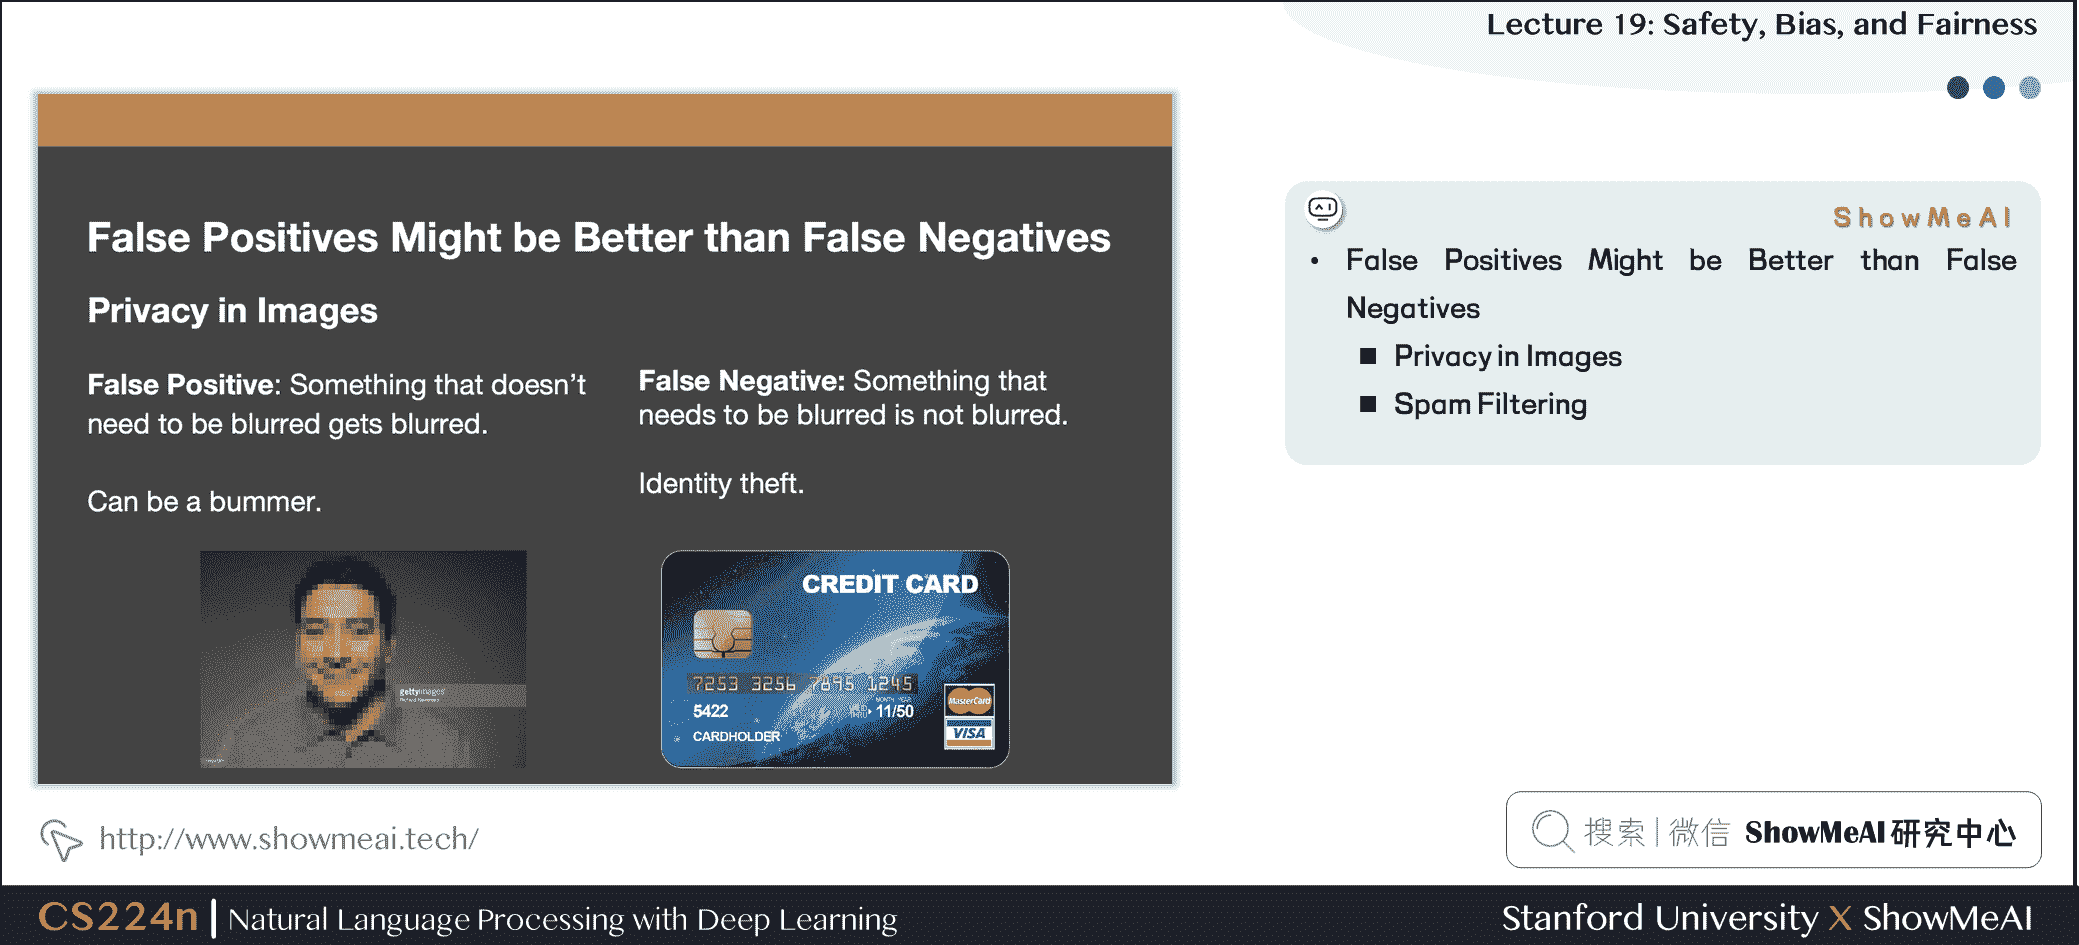 Lecture 19: Safety, Bias, and Fairness
False Positives Might be Better than False Negatives
Privacy in Images
False Positive: Something that doesn't
need to be blurred gets blurred.
Can be a bummer.
False Negative: Something that
needs to be blurred is not blurred.
Identity theft.
gettyimages
CREDIT CARD
7253 3256 7895 1245
5422
MONTH YEAR
VALID
THRU
11/50
CARDHOLDER
MasterCard
VISA
ShowMeAI
• False Positives Might be Better than False
Negatives
■ Privacy in Images
■ Spam Filtering
http://www.showmeai.tech/
搜索 | 微信 ShowMeAI 研究中心
CS224n | Natural Language Processing with Deep Learning
Stanford University X ShowMeAI